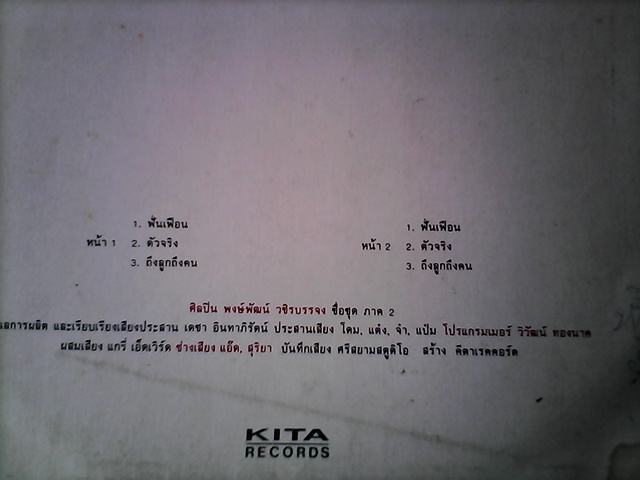 หน้า 1
1. ฟั่นเฟือน
2. ตัวจริง
3. ถึงลูกถึงคน
หน้า 2
1. ฟั่นเฟือน
2. ตัวจริง
3. ถึงลูกถึงคน
ศิลปิน พงษ์พัฒน์ วชิรบรรจง ชื่อชุด ภาค 2
การผลิต และเรียบเรียงเสียงประสาน เดชา อินทาภิรัตน์ ประสานเสียง โดม, แต๋ง, จำ, แป๋ม โปรแกรมเมอร์ วิวัฒน์ ทองนาค
ผสมเสียง แกรี่ เอ็ดเวิร์ด ช่างเสียง แอ๊ด, สุริยา บันทึกเสียง ศรีสยามสตูดิโอ สร้าง คีตาเรคคอร์ด
KITA
RECORDS